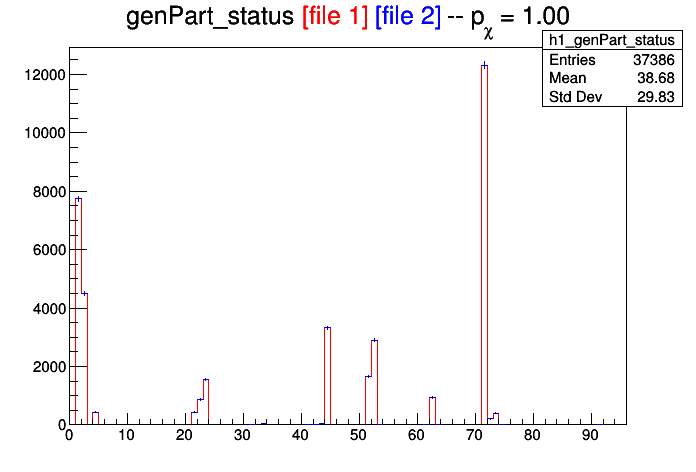 genPart_status [file 1] [file 2] -- pχ = 1.00
h1_genPart_status
Entries 37386
Mean 38.68
Std Dev 29.83
12000
10000
8000
6000
4000
2000
0
0 10 20 30 40 50 60 70 80 90